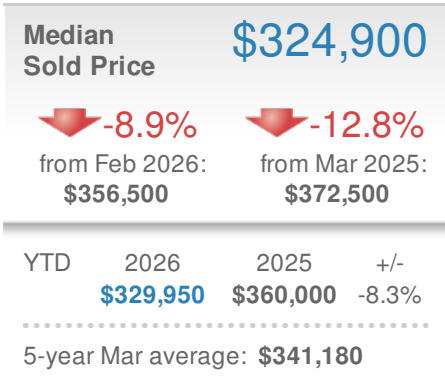 Median $324,900
Sold Price
-8.9% -12.8%
from Feb 2026: from Mar 2025:
$356,500 $372,500
YTD 2026 2025 +/-
$329,950 $360,000 -8.3%
5-year Mar average: $341,180